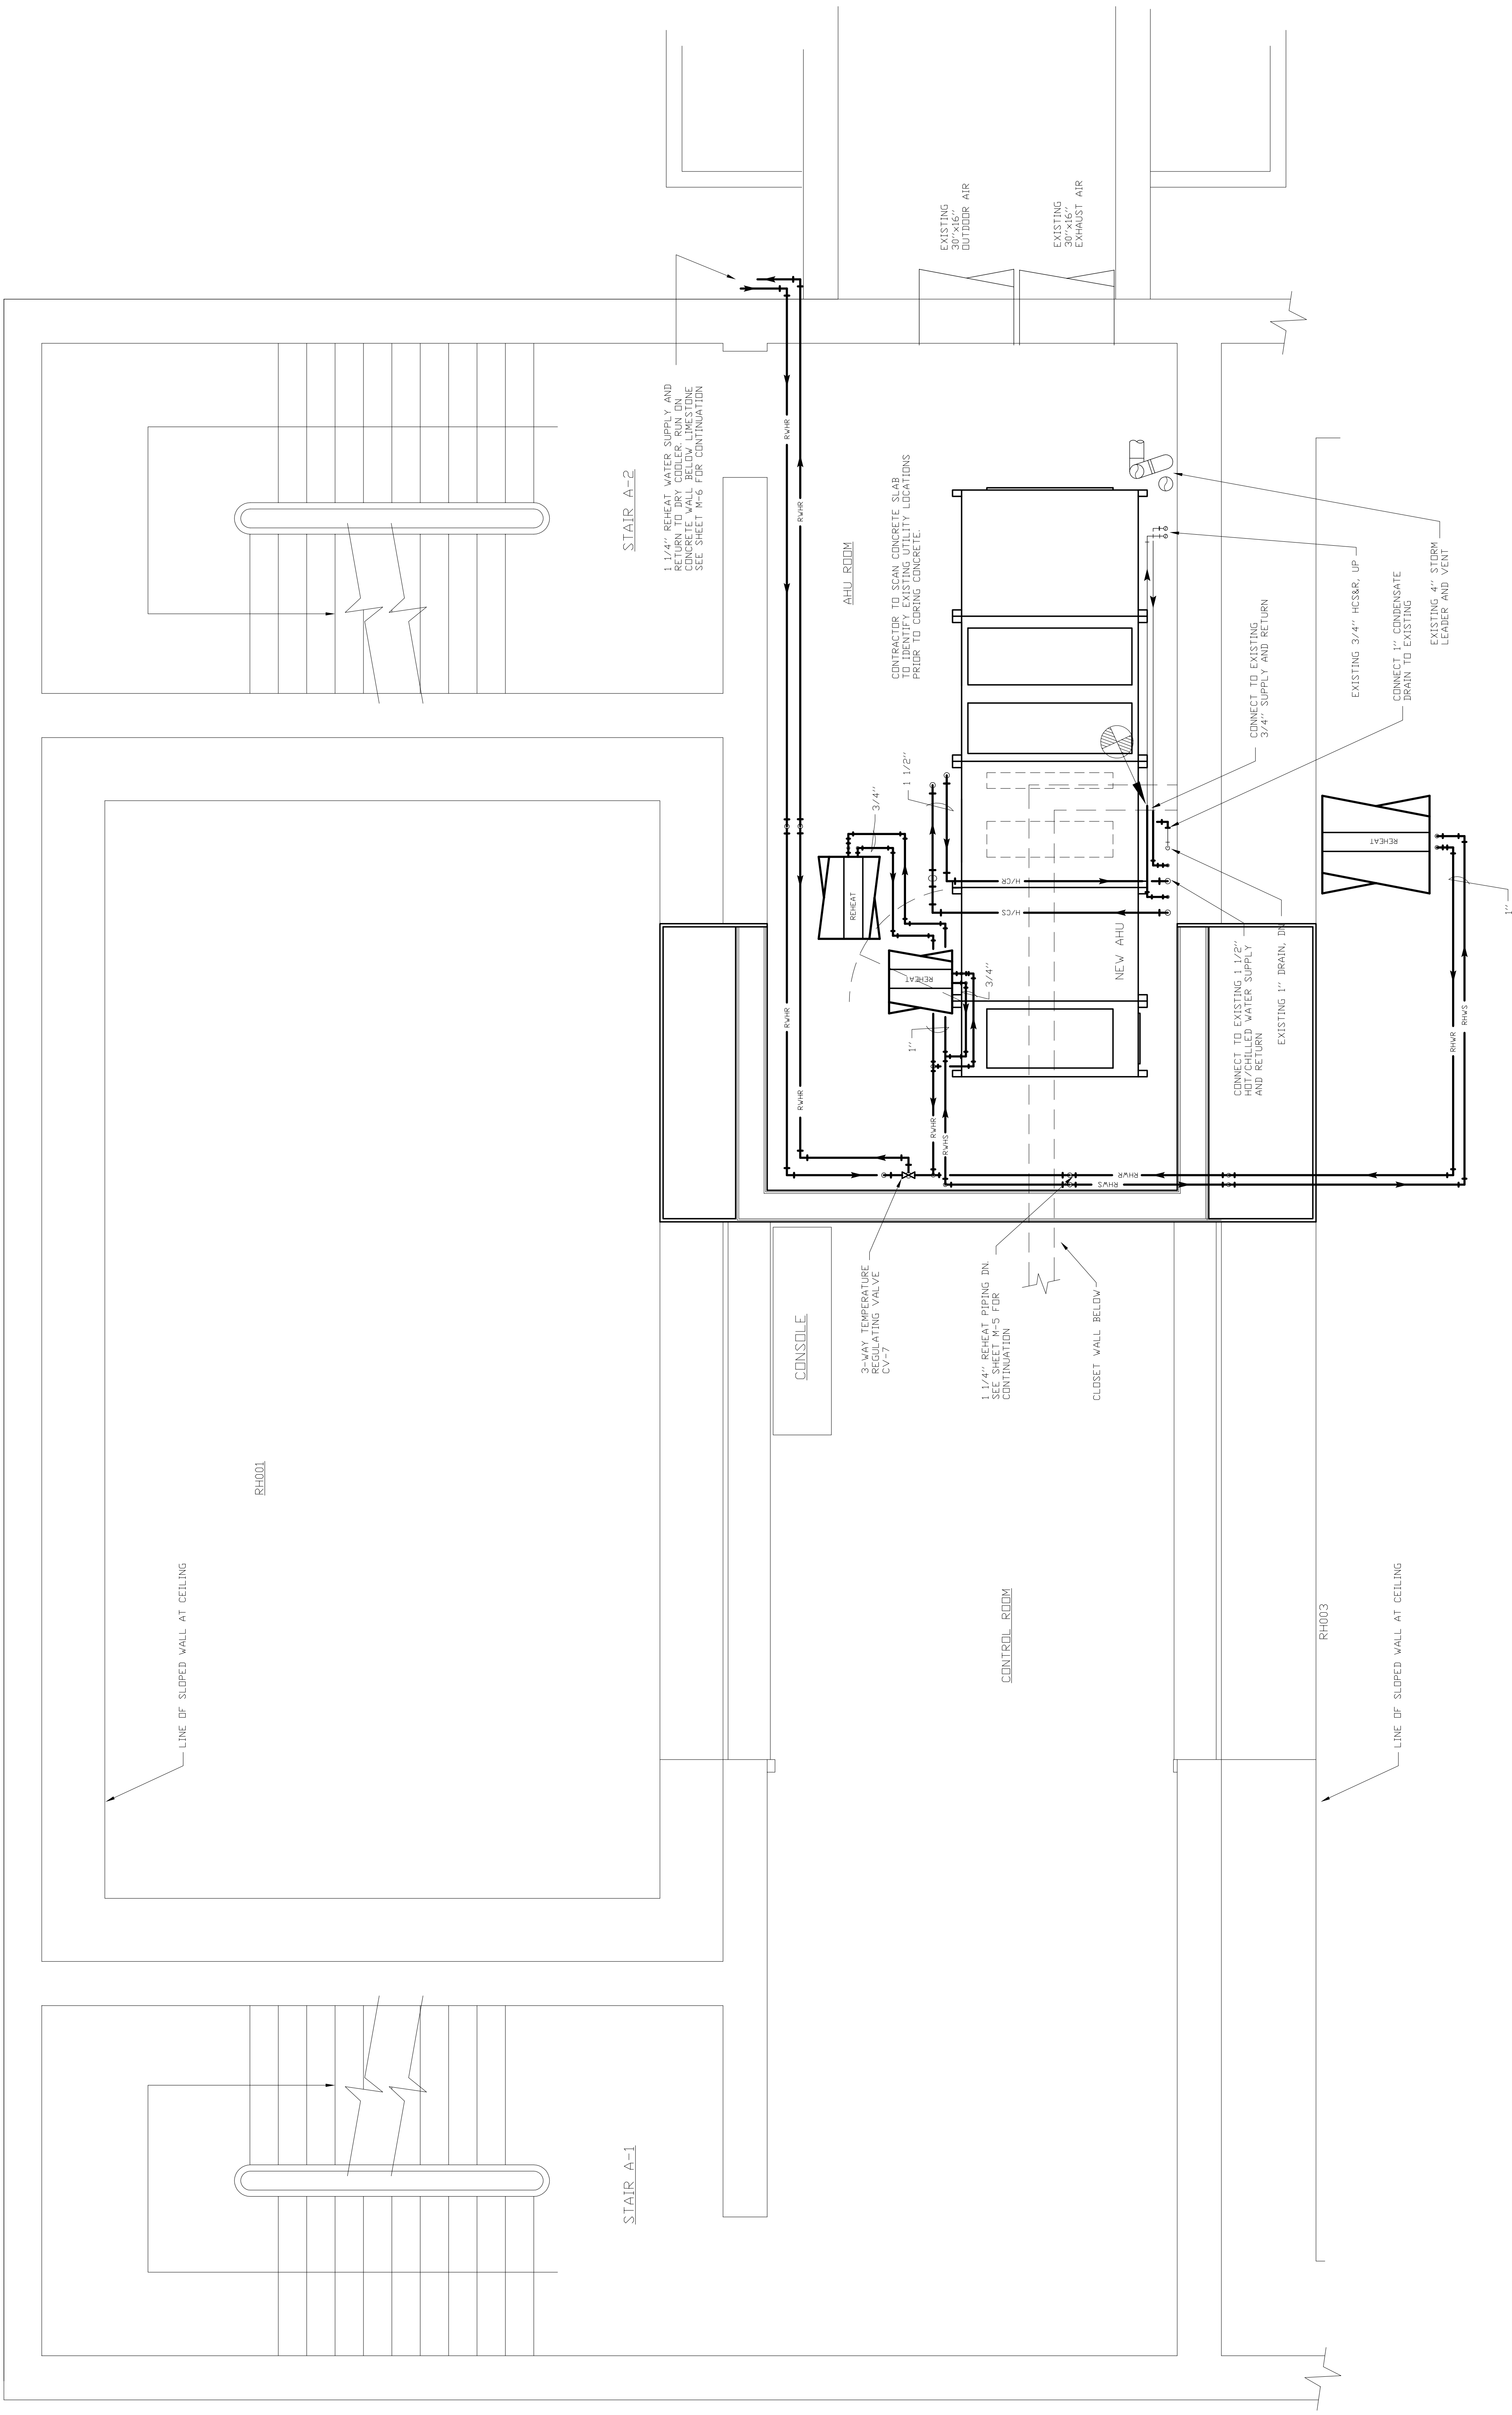 RH001
LINE OF SLOPED WALL AT CEILING
STAIR A-1
STAIR A-2
1 1/4'' REHEAT WATER SUPPLY AND
RETURN TO DRY COOLER. RUN ON
CONCRETE WALL BELOW LIMESTONE
SEE SHEET M-6 FOR CONTINUATION
EXISTING
30''x16''
OUTDOOR AIR
EXISTING
30''x16''
EXHAUST AIR
RWHR
RWHR
RWHR
RWHR
AHU ROOM
CONTRACTOR TO SCAN CONCRETE SLAB
TO IDENTIFY EXISTING UTILITY LOCATIONS
PRIOR TO CORING CONCRETE.
1 1/2''
3/4''
REHEAT
REHEAT
3/4''
1''
H/CR
H/CS
NEW AHU
RWHR
RWHS
RHWR
RHWS
CONSOLE
3-WAY TEMPERATURE
REGULATING VALVE
CV-7
1 1/4'' REHEAT PIPING DN.
SEE SHEET M-5 FOR
CONTINUATION
CLOSET WALL BELOW
CONTROL ROOM
CONNECT TO EXISTING
3/4'' SUPPLY AND RETURN
EXISTING 3/4'' HCS&R, UP
CONNECT 1'' CONDENSATE
DRAIN TO EXISTING
EXISTING 4'' STORM
LEADER AND VENT
CONNECT TO EXISTING 1 1/2''
HOT/CHILLED WATER SUPPLY
AND RETURN
EXISTING 1'' DRAIN, DN
REHEAT
1''
RHWR
RHWS
RH003
LINE OF SLOPED WALL AT CEILING